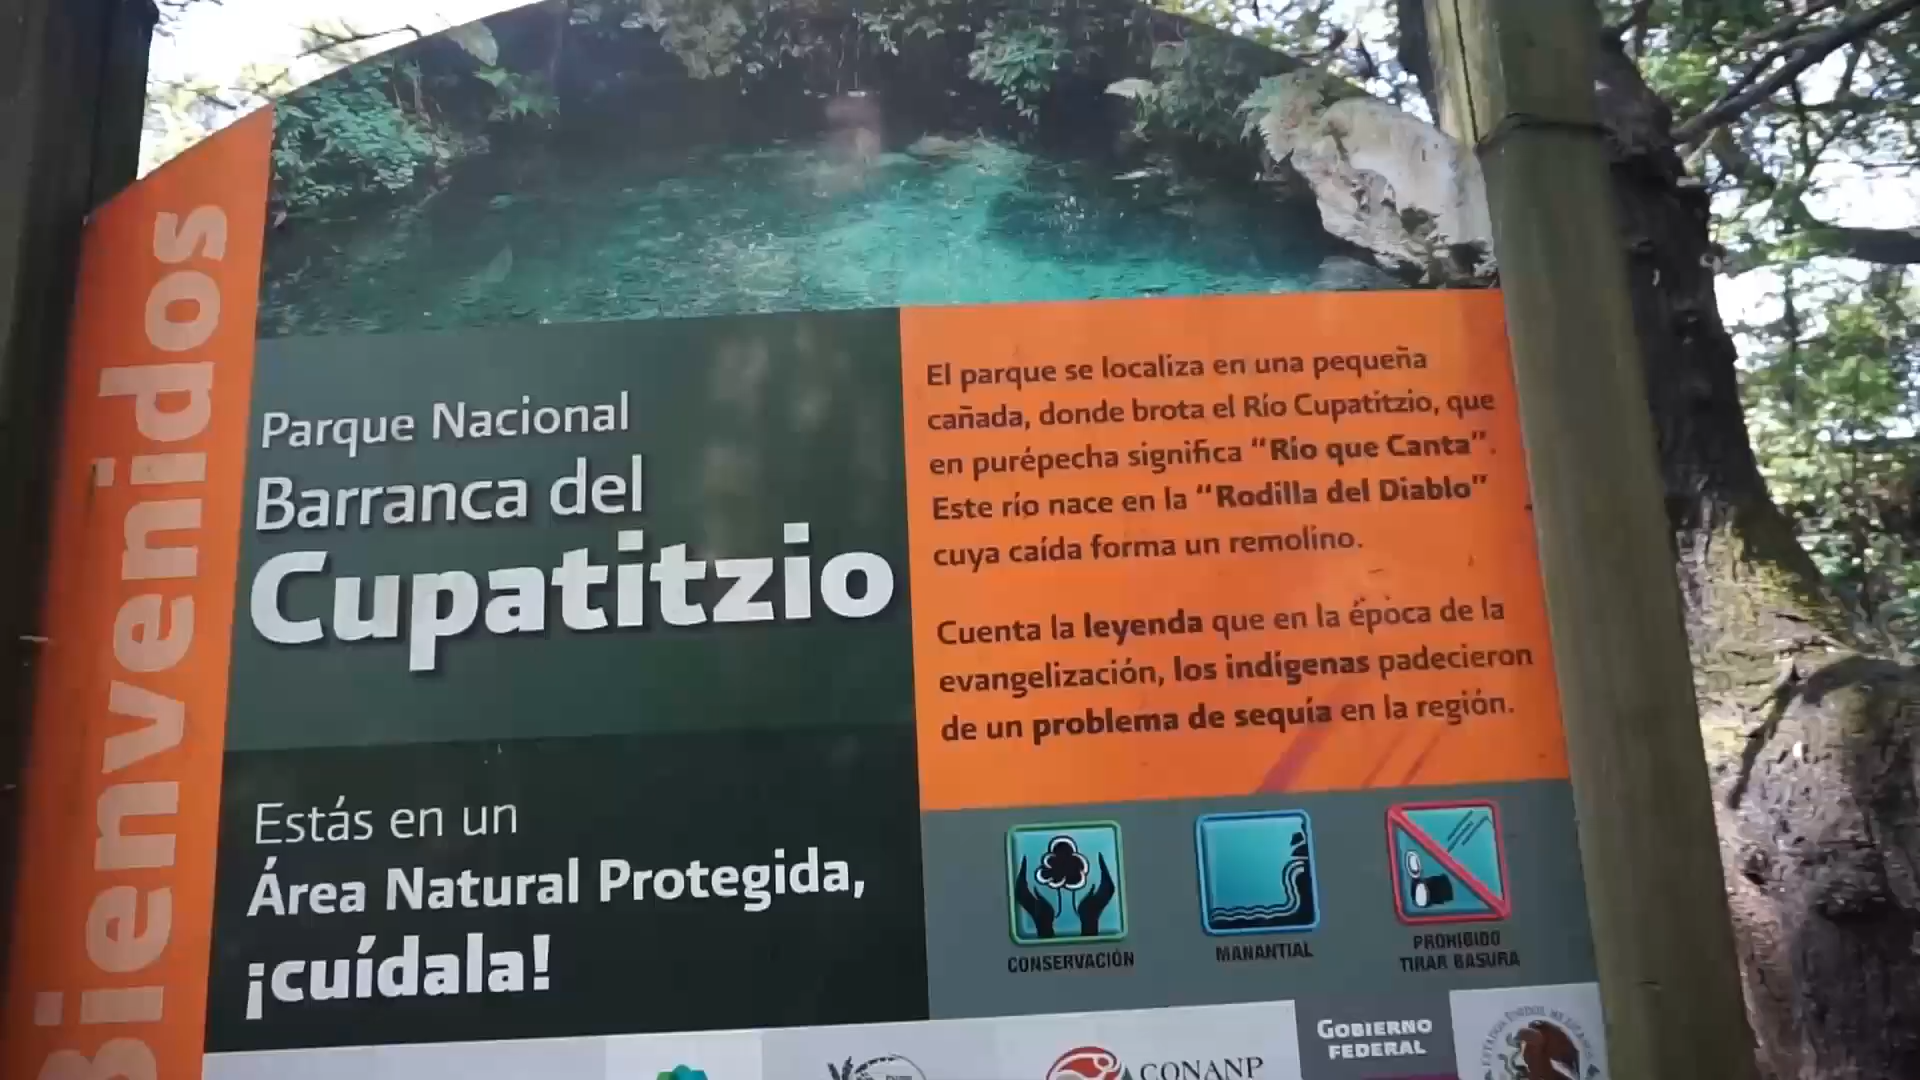 Bienvenidos
Parque Nacional
Barranca del
Cupatitzio
Estás en un
Área Natural Protegida,
¡cuídala!
El parque se localiza en una pequeña
cañada, donde brota el Río Cupatitzio, que
en purépecha significa “Río que Canta”.
Este río nace en la “Rodilla del Diablo”
cuya caída forma un remolino.
Cuenta la leyenda que en la época de la
evangelización, los indígenas padecieron
de un problema de sequía en la región.
CONSERVACIÓN
MANANTIAL
PROHIBIDO
TIRAR BASURA
CONANP
GOBIERNO
FEDERAL
ESTADOS UNIDOS MEXICANOS